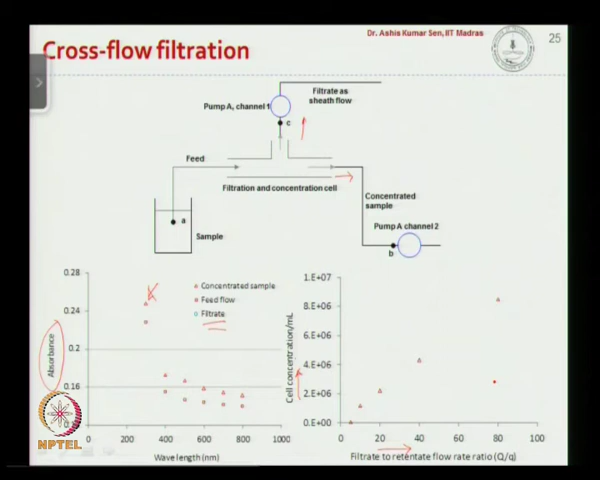 Dr. Ashis Kumar Sen, IIT Madras
25
Cross-flow filtration
Filtrate as
sheath flow
Pump A, channel 1
c
Feed
Filtration and concentration cell
Concentrated
sample
a
Sample
Pump A channel 2
b
0.28
0.24
0.2
0.16
Absorbance
Concentrated sample
Feed flow
Filtrate
0
200
400
600
800
1000
Wave length (nm)
1.E+07
8.E+06
6.E+06
4.E+06
2.E+06
0.E+00
Cell concentration/mL
0
20
40
60
80
100
Filtrate to retentate flow rate ratio (Q/q)
NPTEL